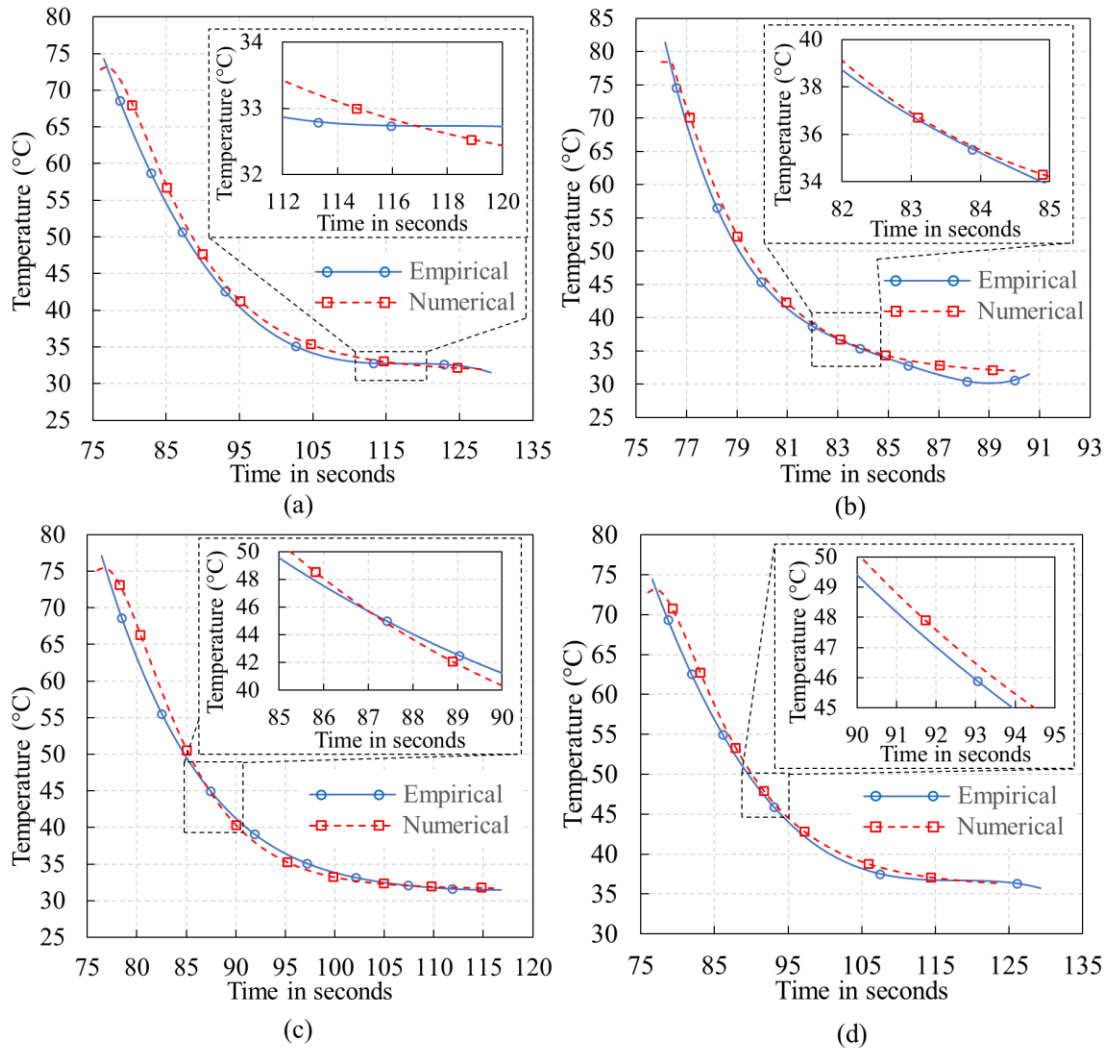 80
75
70
65
60
55
50
45
40
35
30
25
Temperature (°C)
75 85 95 105 115 125 135
Time in seconds
34
33
32
Temperature (°C)
112 114 116 118 120
Time in seconds
Empirical
Numerical
(a)
85
80
75
70
65
60
55
50
45
40
35
30
25
Temperature (°C)
75 77 79 81 83 85 87 89 91 93
Time in seconds
40
38
36
34
Temperature (°C)
82 83 84 85
Time in seconds
Empirical
Numerical
(b)
80
75
70
65
60
55
50
45
40
35
30
25
Temperature (°C)
75 80 85 90 95 100 105 110 115 120
Time in seconds
50
48
46
44
42
40
Temperature (°C)
85 86 87 88 89 90
Time in seconds
Empirical
Numerical
(c)
80
75
70
65
60
55
50
45
40
35
30
Temperature (°C)
75 85 95 105 115 125 135
Time in seconds
50
49
48
47
46
45
Temperature (°C)
90 91 92 93 94 95
Time in seconds
Empirical
Numerical
(d)